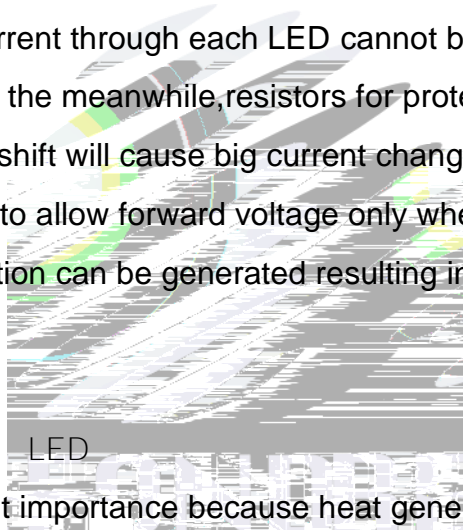 rrent through each LED cannot b
the meanwhile,resistors for prote
shift will cause big current chang
to allow forward voltage only whe
tion can be generated resulting in
LED
t importance because heat gene